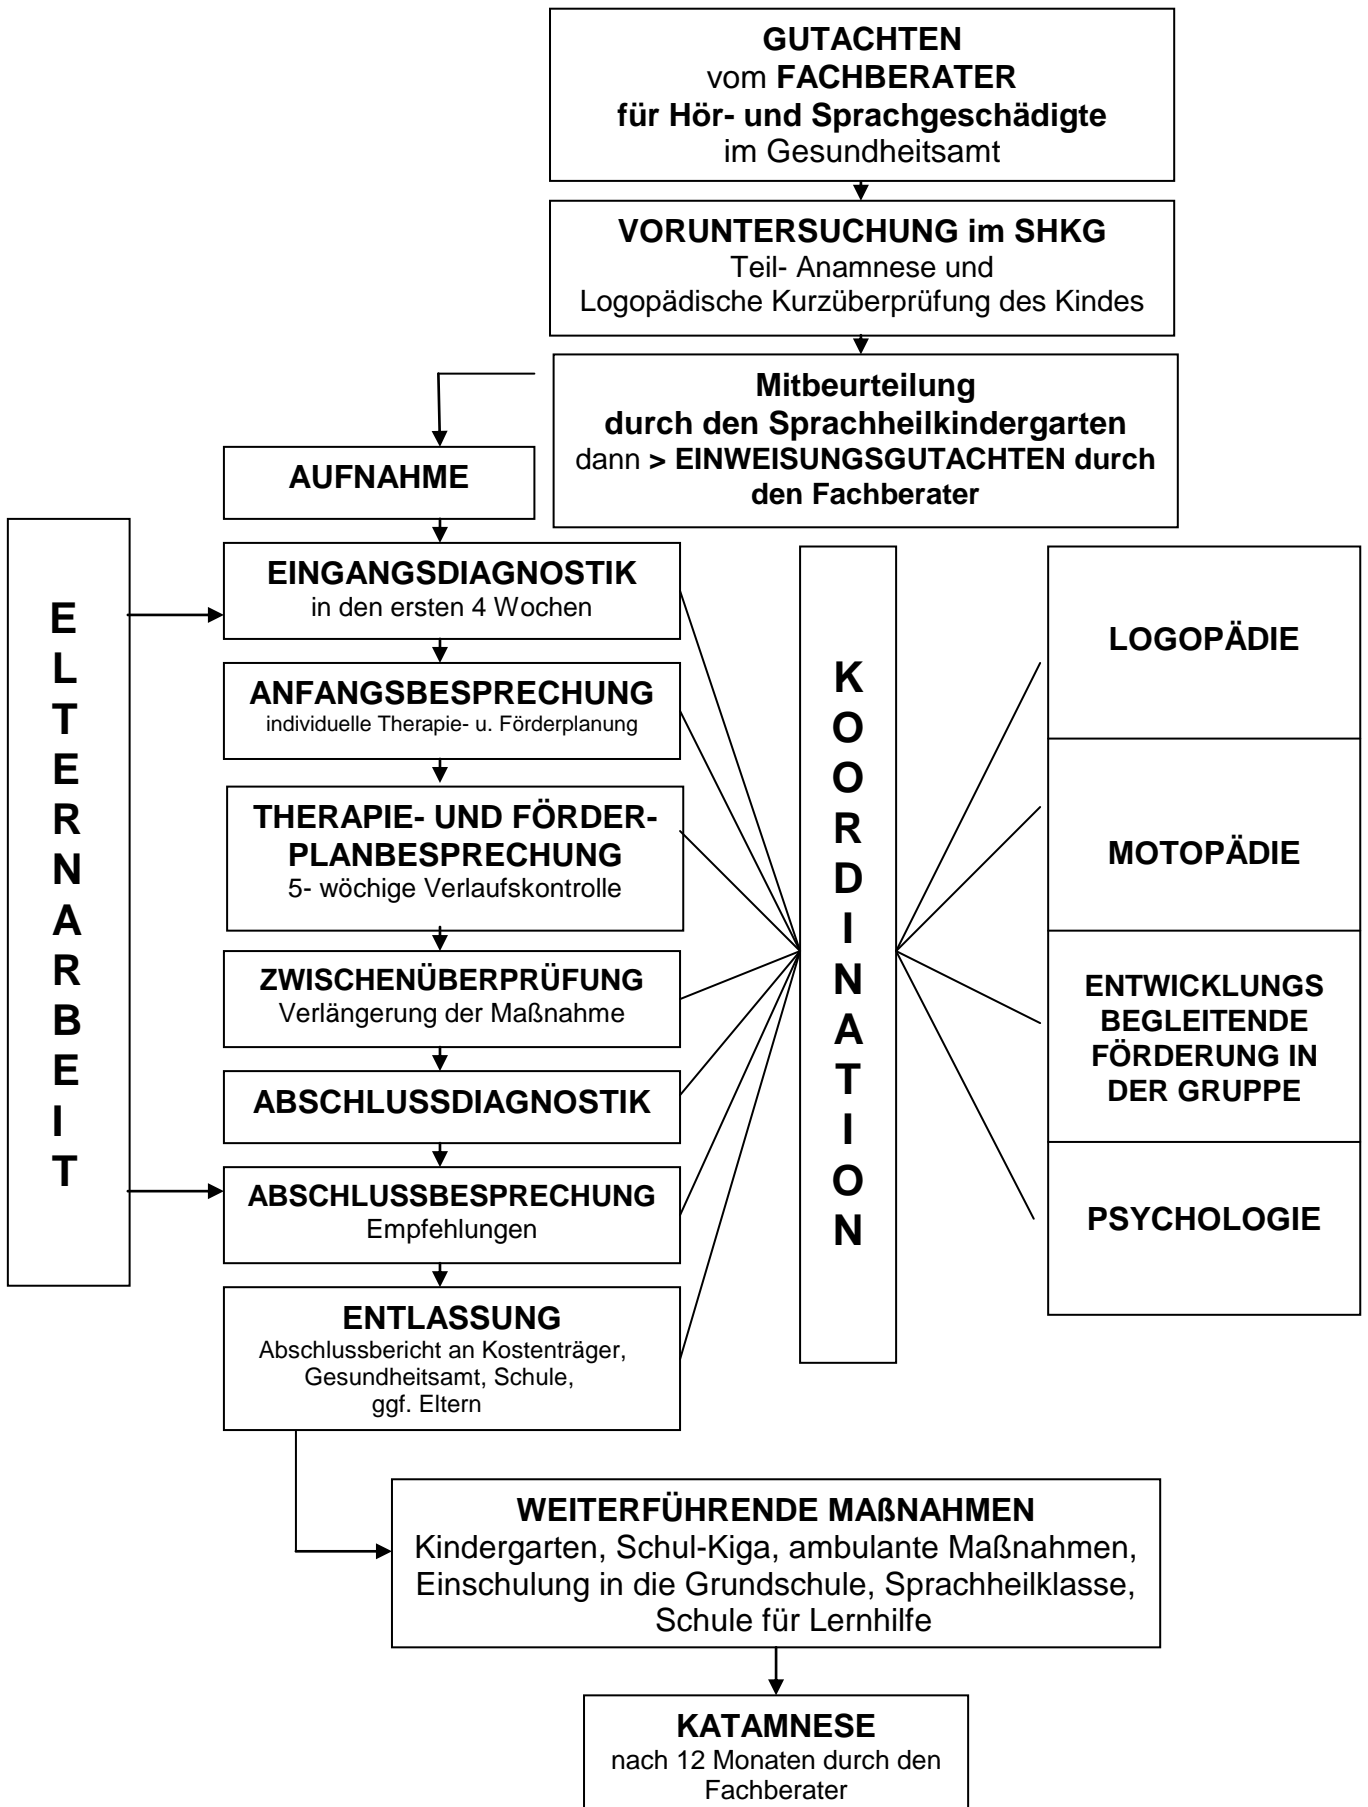 GUTACHTEN
vom FACHBERATER
für Hör- und Sprachgeschädigte
im Gesundheitsamt
VORUNTERSUCHUNG im SHKG
Teil- Anamnese und
Logopädische Kurzüberprüfung des Kindes
Mitbeurteilung
durch den Sprachheilkindergarten
dann > EINWEISUNGSGUTACHTEN durch
den Fachberater
AUFNAHME
ELTERNARBEIT
EINGANGSDIAGNOSTIK
in den ersten 4 Wochen
ANFANGSBESPRECHUNG
individuelle Therapie- u. Förderplanung
THERAPIE- UND FÖRDER-
PLANBESPRECHUNG
5- wöchige Verlaufskontrolle
ZWISCHENÜBERPRÜFUNG
Verlängerung der Maßnahme
ABSCHLUSSDIAGNOSTIK
ABSCHLUSSBESPRECHUNG
Empfehlungen
ENTLASSUNG
Abschlussbericht an Kostenträger,
Gesundheitsamt, Schule,
ggf. Eltern
KOORDINATION
LOGOPÄDIE
MOTOPÄDIE
ENTWICKLUNGS
BEGLEITENDE
FÖRDERUNG IN
DER GRUPPE
PSYCHOLOGIE
WEITERFÜHRENDE MAßNAHMEN
Kindergarten, Schul-Kiga, ambulante Maßnahmen,
Einschulung in die Grundschule, Sprachheilklasse,
Schule für Lernhilfe
KATAMNESE
nach 12 Monaten durch den
Fachberater